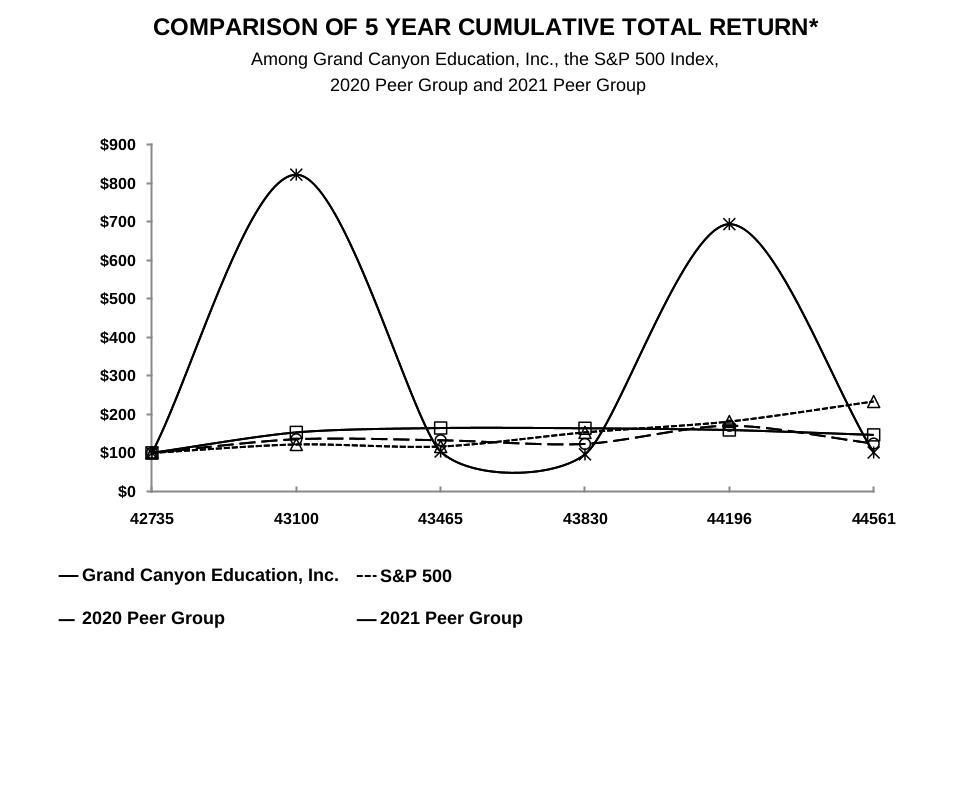 COMPARISON OF 5 YEAR CUMULATIVE TOTAL RETURN*
Among Grand Canyon Education, Inc., the S&P 500 Index,
2020 Peer Group and 2021 Peer Group
$900
$800
$700
$600
$500
$400
$300
$200
$100
$0
42735 43100 43465 43830 44196 44561
Grand Canyon Education, Inc. S&P 500
2020 Peer Group 2021 Peer Group